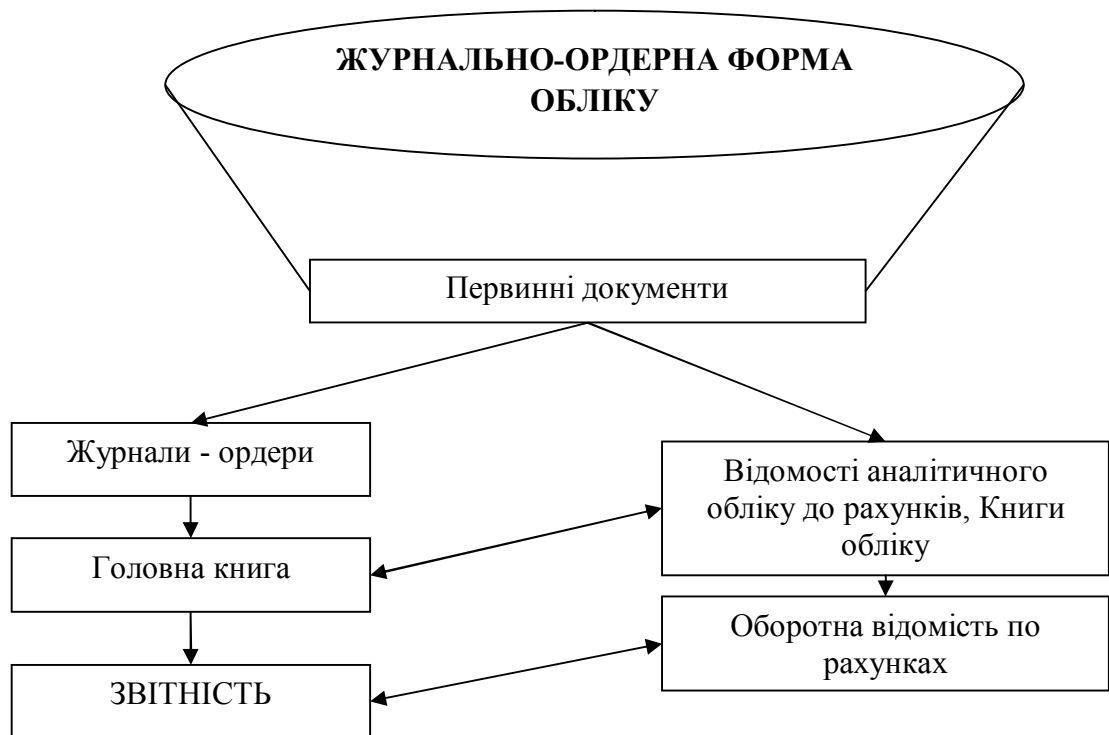 ЖУРНАЛЬНО-ОРДЕРНА ФОРМА
ОБЛІКУ
Первинні документи
Журнали - ордери
Відомості аналітичного
обліку до рахунків, Книги
обліку
Головна книга
Оборотна відомість по
рахунках
ЗВІТНІСТЬ